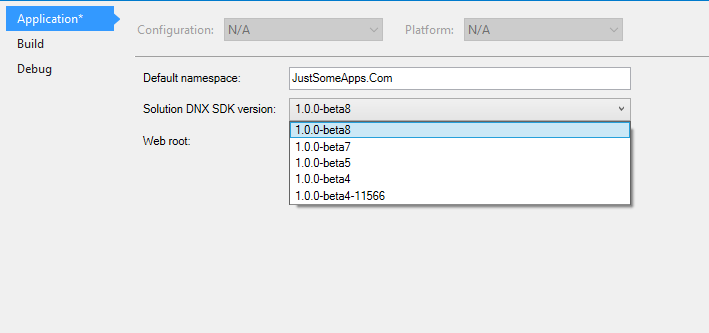 Application*
Build
Debug
Configuration: N/A Platform: N/A
Default namespace: JustSomeApps.Com
Solution DNX SDK version: 1.0.0-beta8
Web root:
1.0.0-beta8
1.0.0-beta7
1.0.0-beta5
1.0.0-beta4
1.0.0-beta4-11566